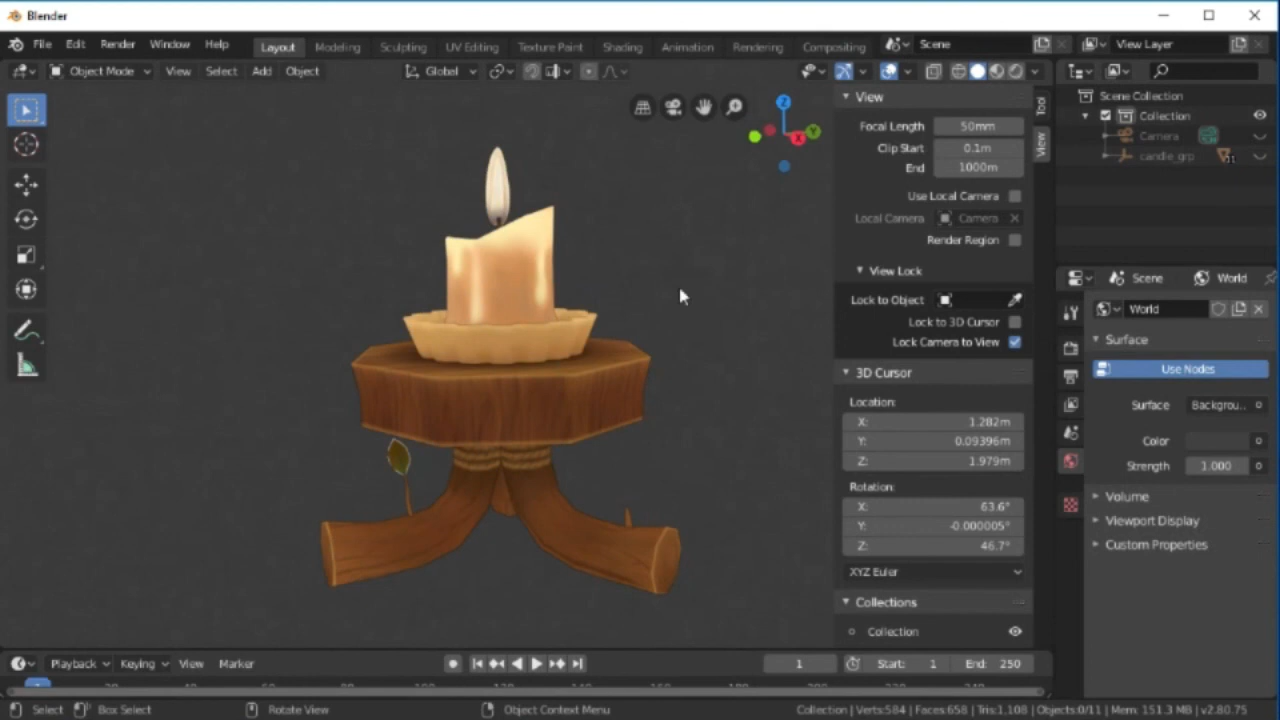 Blender
File Edit Render Window Help Layout Modeling Sculpting UV Editing Texture Paint Shading Animation Rendering Compositing Scene View Layer
Object Mode View Select Add Object Global
Z
Y
X
Tool
View
View
Focal Length 50mm
Clip Start 0.1m
End 1000m
Use Local Camera
Local Camera Camera
Render Region
View Lock
Lock to Object
Lock to 3D Cursor
Lock Camera to View
3D Cursor
Location:
X: 1.282m
Y: 0.09396m
Z: 1.979m
Rotation:
X: 63.6°
Y: -0.000005°
Z: 46.7°
XYZ Euler
Collections
Collection
Scene Collection
Collection
Camera
candle_grp
Scene World
World
Surface
Use Nodes
Surface Backgrou..
Color
Strength 1.000
Volume
Viewport Display
Custom Properties
Playback Keying View Marker 1 Start: 1 End: 250
Select Box Select Rotate View Object Context Menu Collection | Verts:584 | Faces:658 | Tris:1,108 | Objects:0/11 | Mem: 151.3 MB | v2.80.75